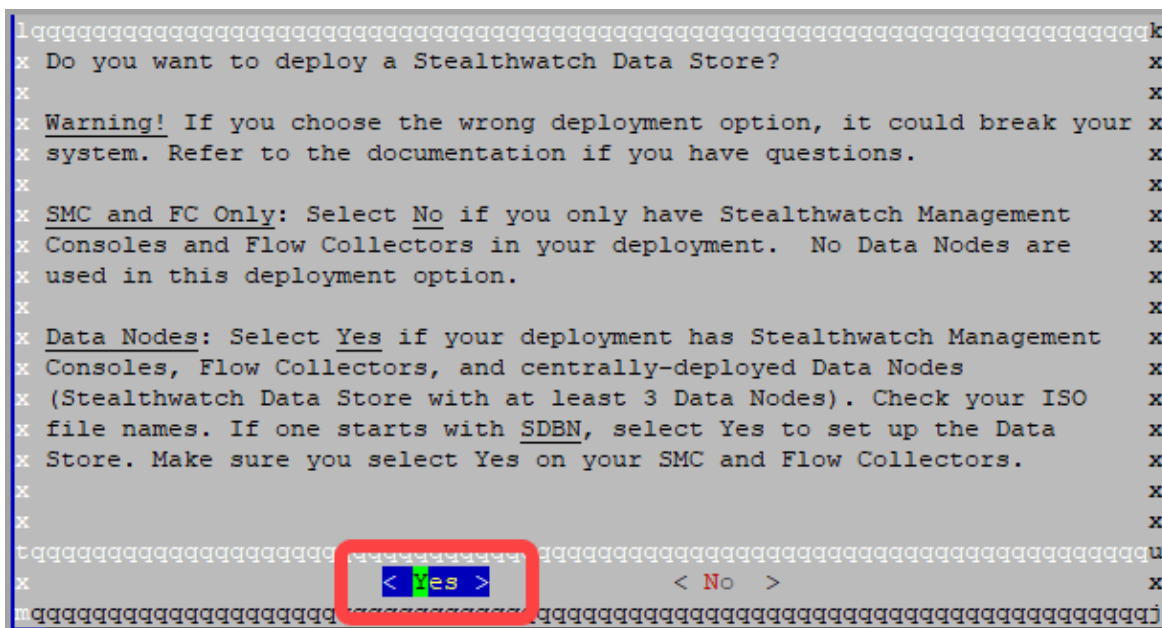 lqqqqqqqqqqqqqqqqqqqqqqqqqqqqqqqqqqqqqqqqqqqqqqqqqqqqqqqqqqqqqqqqqqqqqqqqqk
x Do you want to deploy a Stealthwatch Data Store? x
x x
x Warning! If you choose the wrong deployment option, it could break your x
x system. Refer to the documentation if you have questions. x
x x
x SMC and FC Only: Select No if you only have Stealthwatch Management x
x Consoles and Flow Collectors in your deployment.  No Data Nodes are x
x used in this deployment option. x
x x
x Data Nodes: Select Yes if your deployment has Stealthwatch Management x
x Consoles, Flow Collectors, and centrally-deployed Data Nodes x
x (Stealthwatch Data Store with at least 3 Data Nodes). Check your ISO x
x file names. If one starts with SDBN, select Yes to set up the Data x
x Store. Make sure you select Yes on your SMC and Flow Collectors. x
x x
x x
tqqqqqqqqqqqqqqqqqqqqqqqqqqqqqqqqqqqqqqqqqqqqqqqqqqqqqqqqqqqqqqqqqqqqqqqqqu
x < Yes > < No > x
mqqqqqqqqqqqqqqqqqqqqqqqqqqqqqqqqqqqqqqqqqqqqqqqqqqqqqqqqqqqqqqqqqqqqqqqqqj